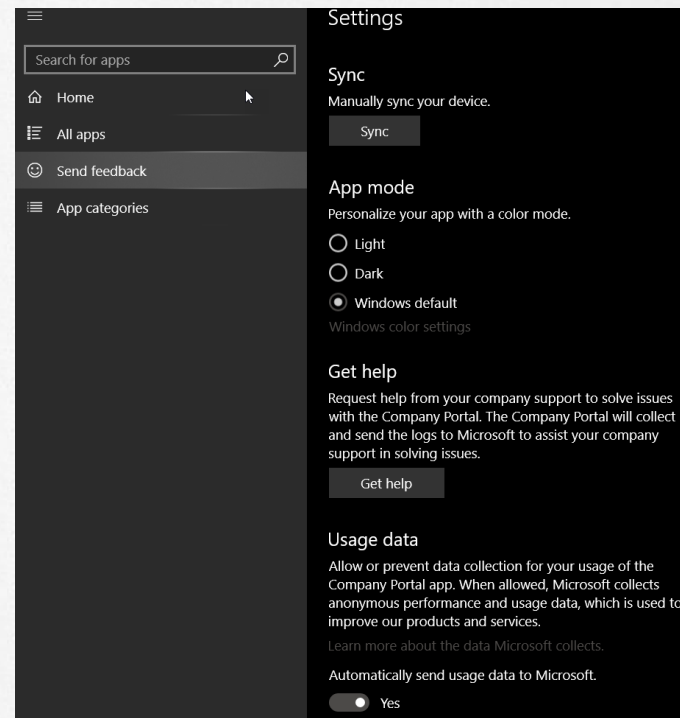 Settings
Search for apps
Home
All apps
Send feedback
App categories
Sync
Manually sync your device.
Sync
App mode
Personalize your app with a color mode.
Light
Dark
Windows default
Windows color settings
Get help
Request help from your company support to solve issues
with the Company Portal. The Company Portal will collect
and send the logs to Microsoft to assist your company
support in solving issues.
Get help
Usage data
Allow or prevent data collection for your usage of the
Company Portal app. When allowed, Microsoft collects
anonymous performance and usage data, which is used to
improve our products and services.
Learn more about the data Microsoft collects.
Automatically send usage data to Microsoft.
Yes